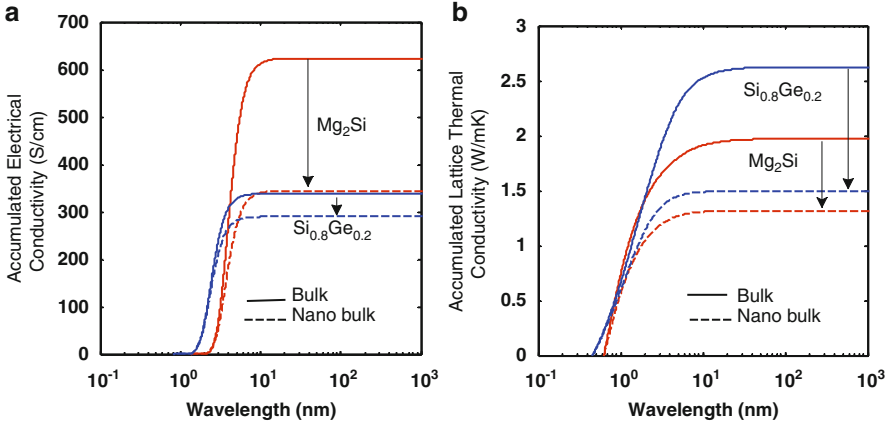 a
Accumulated Electrical
Conductivity (S/cm)
700
600
500
400
300
200
100
0
Mg2Si
Si0.8Ge0.2
Bulk
Nano bulk
10-1
100
101
102
103
Wavelength (nm)
b
Accumulated Lattice Thermal
Conductivity (W/mK)
3
2.5
2
1.5
1
0.5
0
Si0.8Ge0.2
Mg2Si
Bulk
Nano bulk
10-1
100
101
102
103
Wavelength (nm)